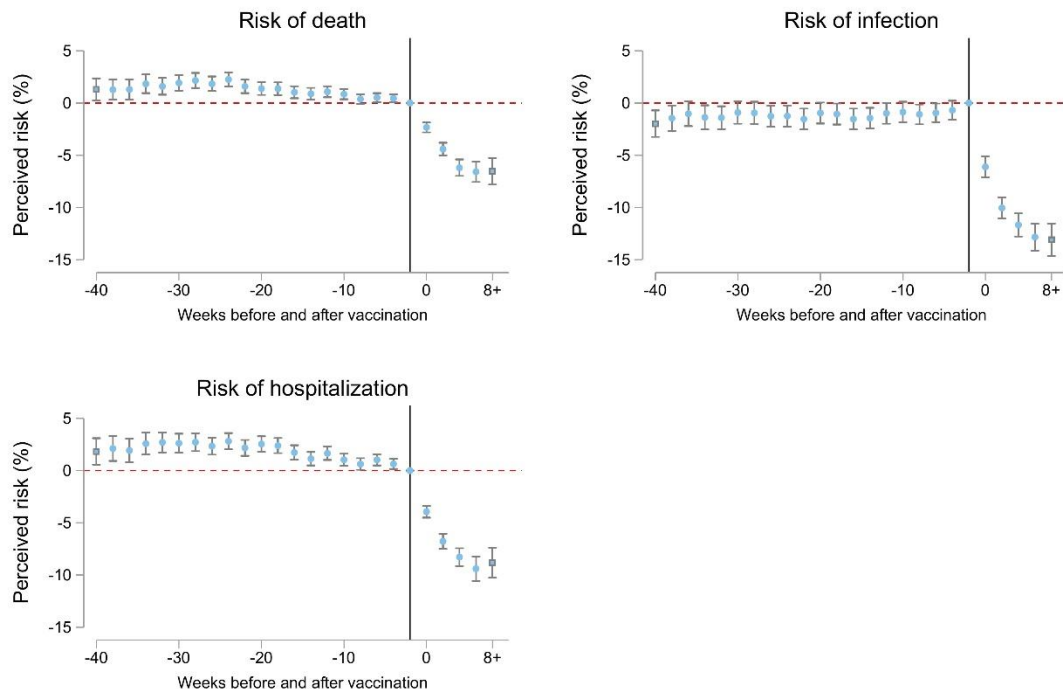 Risk of death
Perceived risk (%)
5
0
-5
-10
-15
-40 -30 -20 -10 0 8+
Weeks before and after vaccination
Risk of infection
Perceived risk (%)
5
0
-5
-10
-15
-40 -30 -20 -10 0 8+
Weeks before and after vaccination
Risk of hospitalization
Perceived risk (%)
5
0
-5
-10
-15
-40 -30 -20 -10 0 8+
Weeks before and after vaccination